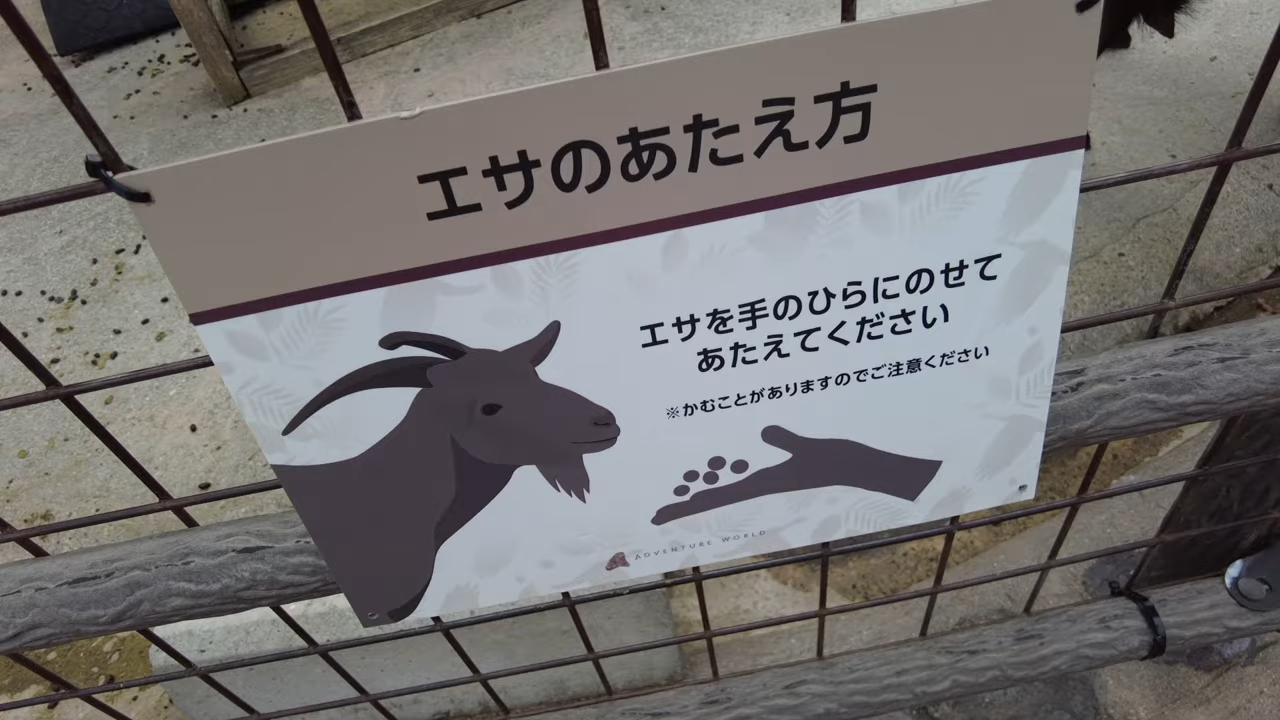 エサのあたえ方
エサを手のひらにのせて
あたえてください
※かむことがありますのでご注意ください
ADVENTURE WORLD